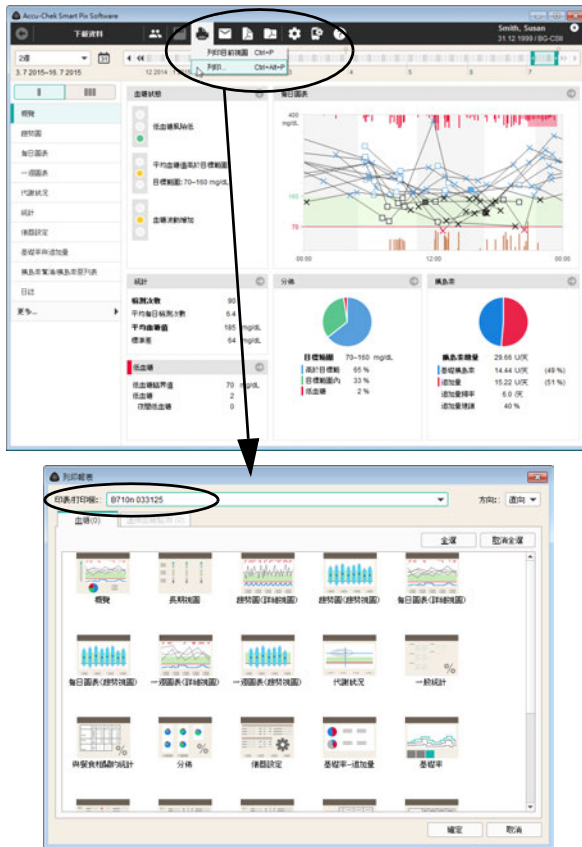 Accu-Chek Smart Pix Software
下載資料
Smith, Susan
31.12.1999 / BG-CSII
列印目前視圖 Ctrl+P
列印... Ctrl+Alt+P
2週
31
3. 7 2015–16. 7 2015
12 2014
3
4
5
6
7
概覽
趨勢圖
每日圖表
一週圖表
代謝狀況
統計
儀器設定
基礎率與追加量
日誌
更多...
血糖狀態
低血糖風險低
平均血糖值高於目標範圍
目標範圍: 70–160 mg/dL
血糖波動增加
每日圖表
400
mg/dL
160
70
00:00
12:00
00:00
統計
檢測次數 90
平均每日檢測次數 6.4
平均血糖值 185 mg/dL
標準差 64 mg/dL
低血糖
低血糖臨界值 70 mg/dL
低血糖 2
夜間低血糖 0
分佈
目標範圍 70–160 mg/dL
高於目標範 65 %
目標範圍內 33 %
低血糖 2 %
胰島素
胰島素總量 29.66 U/天
基礎胰島素 14.44 U/天 (49 %)
追加量 15.22 U/天 (51 %)
追加量頻率 6.0 /天
追加量建議 40 %
列印報表
印表/打印機:: B710n 033125
方向:: 直向
血糖(0)
全選
取消全選
概覽
長期視圖
趨勢圖(詳細視圖)
趨勢圖(趨勢視圖)
每日圖表(詳細視圖)
每日圖表(趨勢視圖)
一週圖表(詳細視圖)
一週圖表(趨勢視圖)
代謝狀況
一般統計
與餐食相關的統計
分佈
儀器設定
基礎率-追加量
基礎率
確定
取消